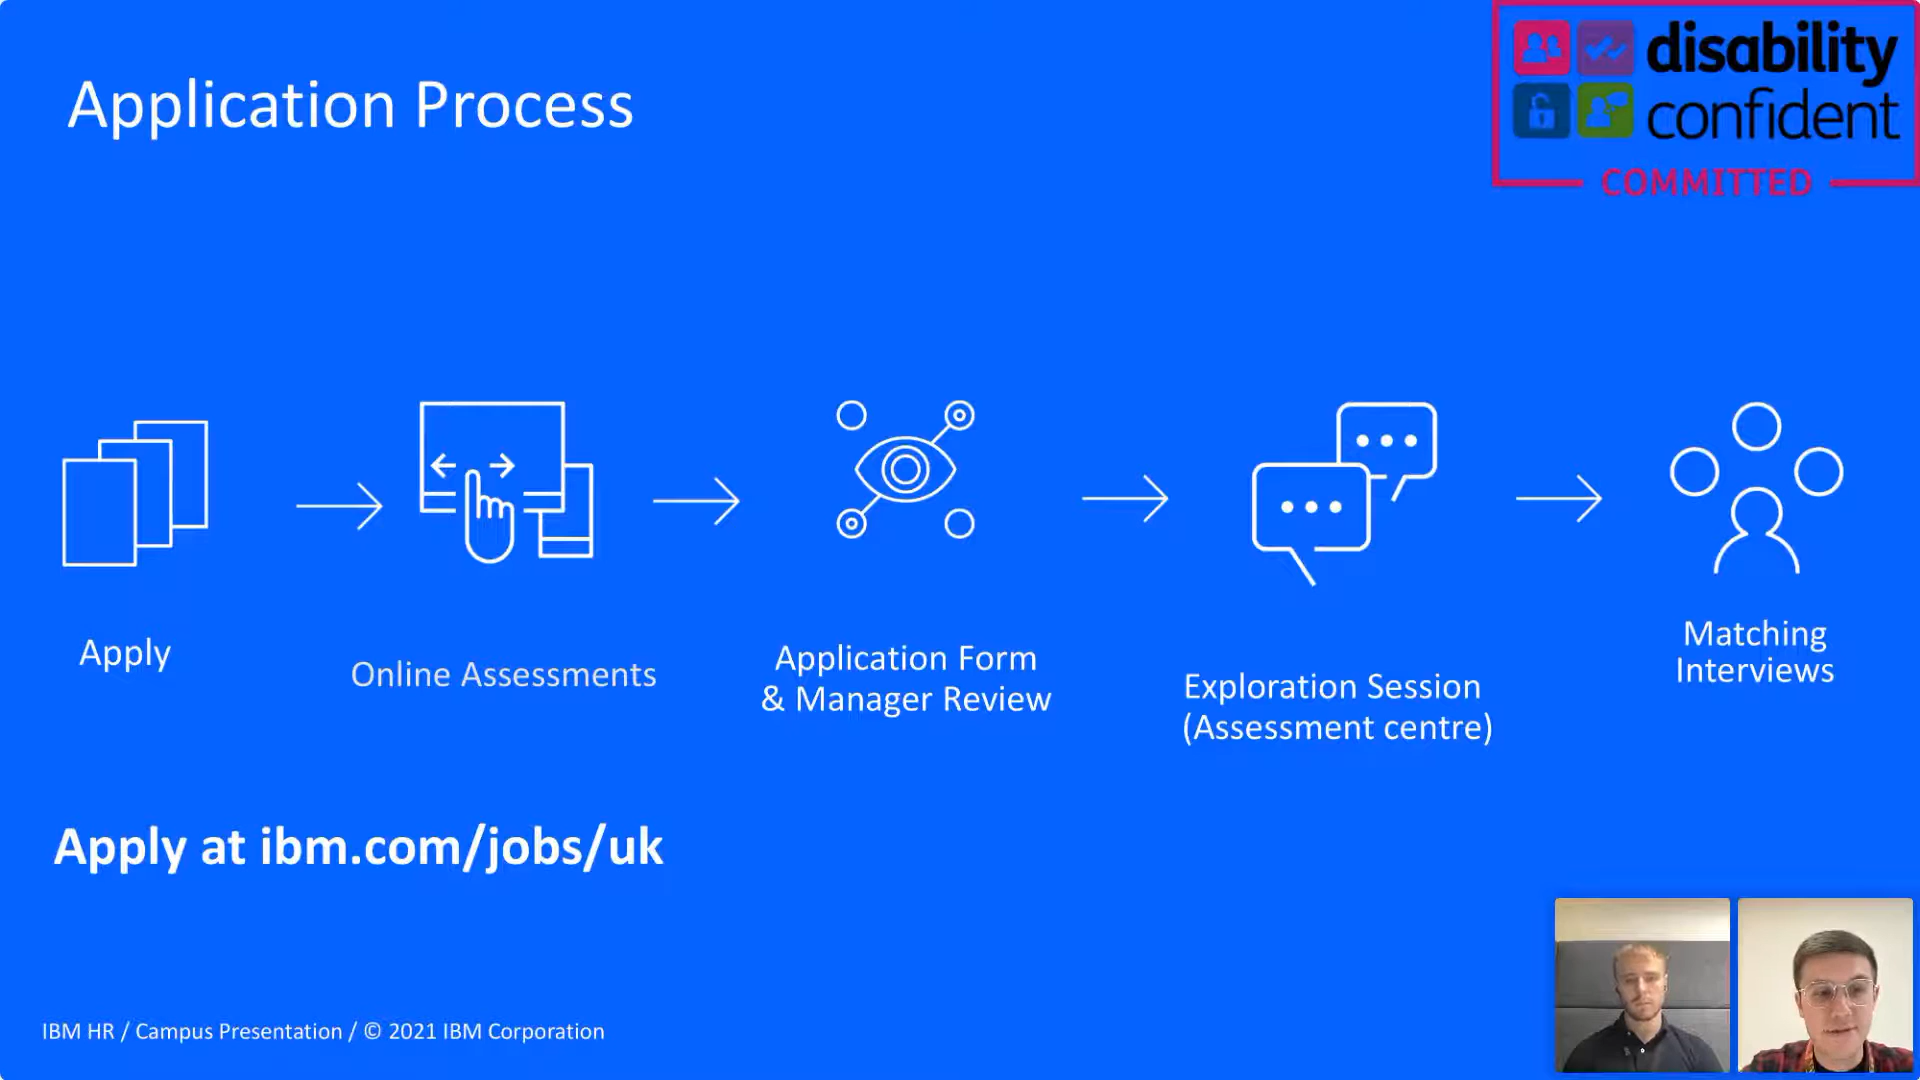 Application Process
disability
confident
COMMITTED
Apply
Online Assessments
Application Form
& Manager Review
Exploration Session
(Assessment centre)
Matching
Interviews
Apply at ibm.com/jobs/uk
IBM HR / Campus Presentation / © 2021 IBM Corporation